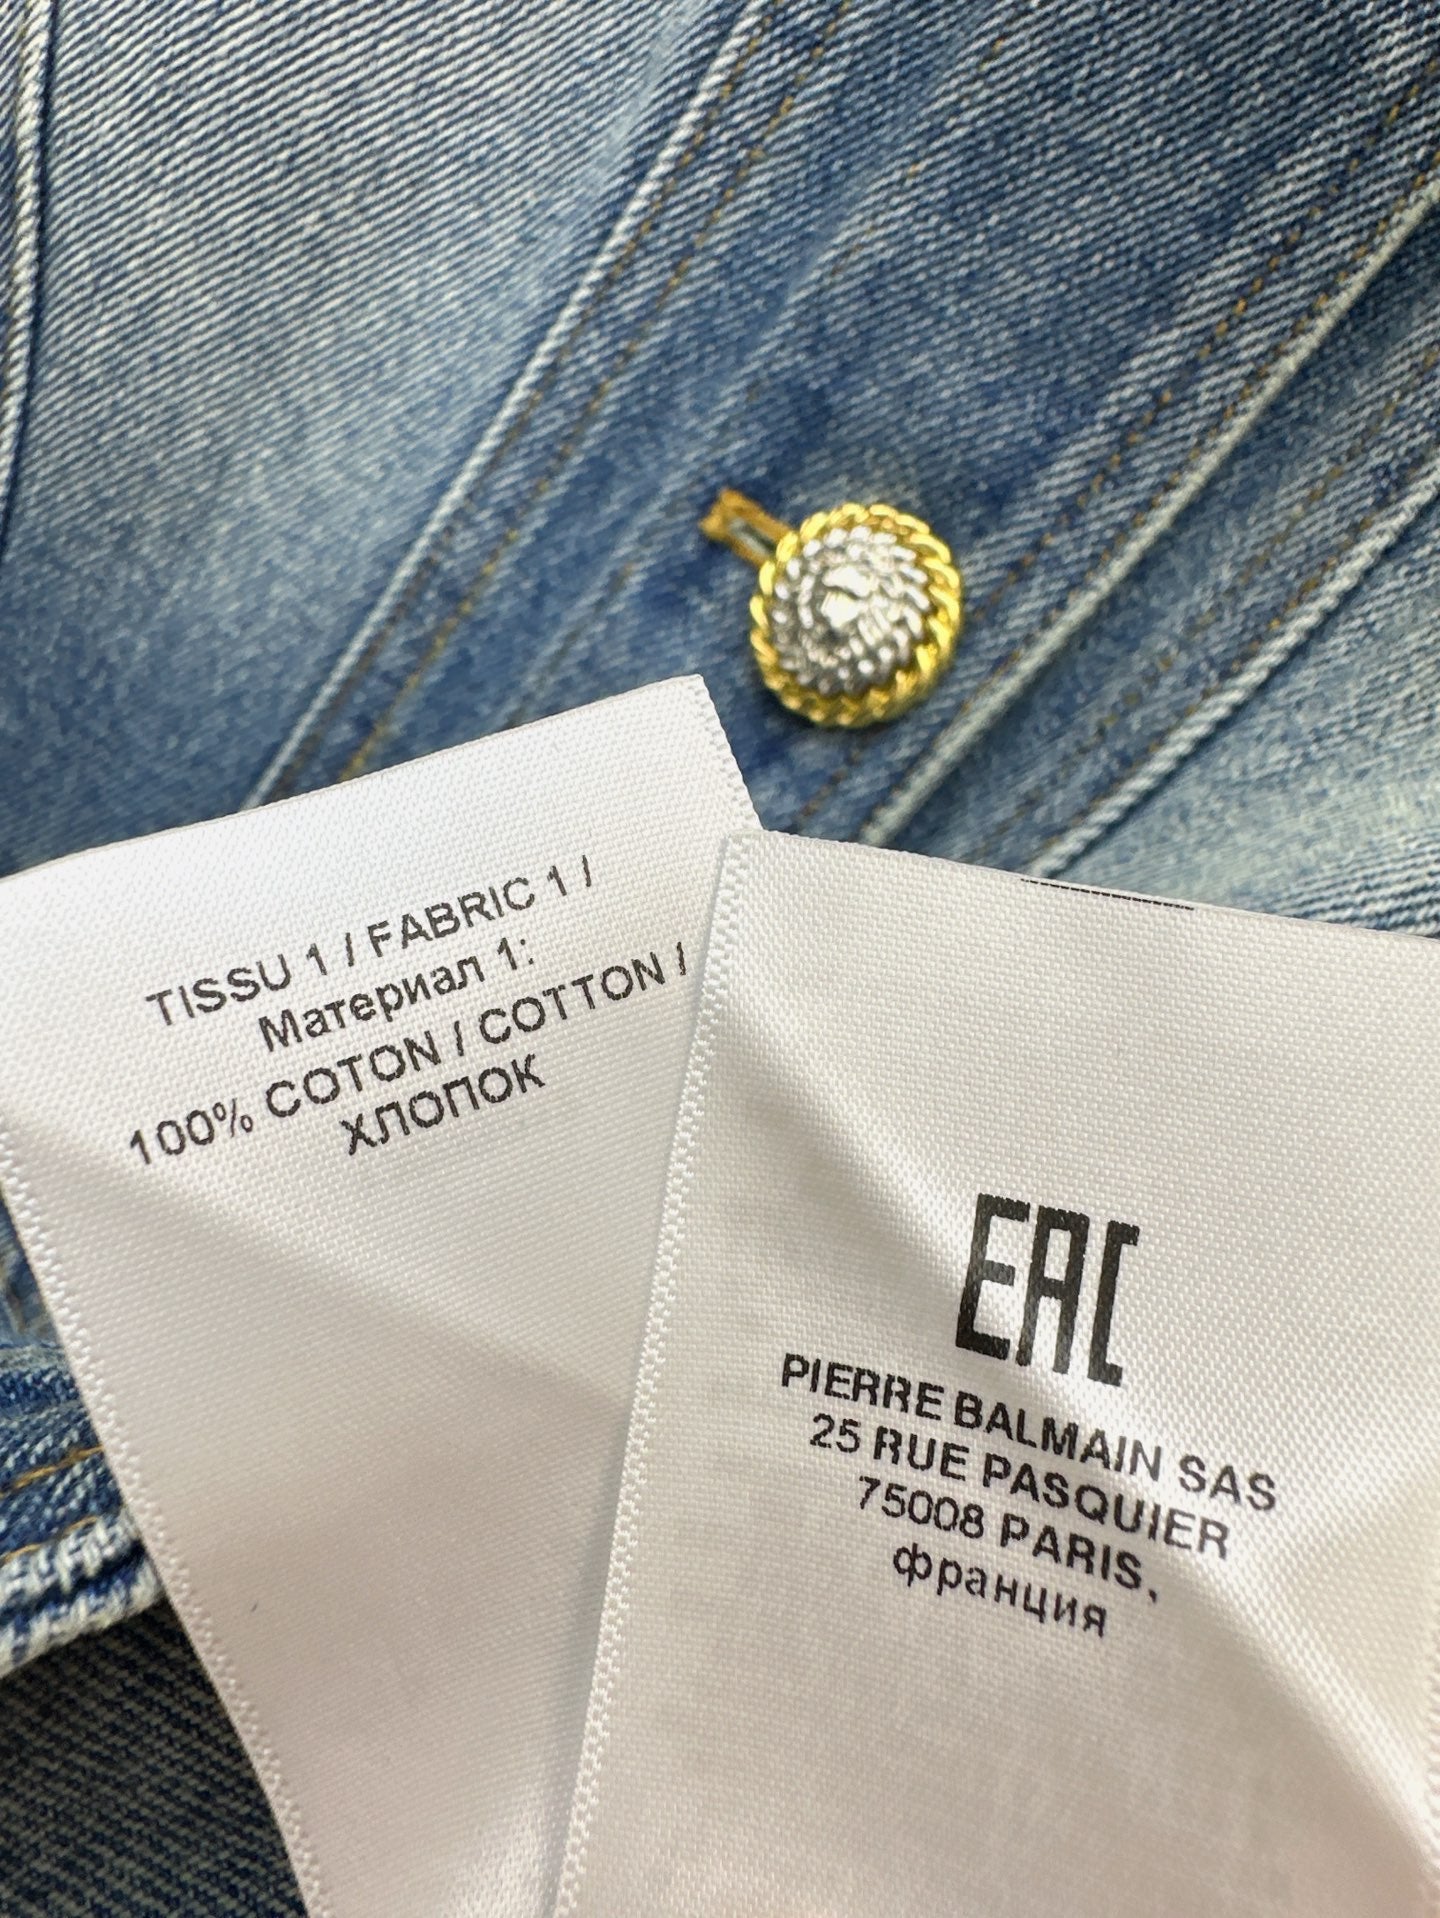 TISSU 1 / FABRIC 1 /
Материал 1:
100% COTON / COTTON /
ХЛОПОК
EAC
PIERRE BALMAIN SAS
25 RUE PASQUIER
75008 PARIS,
франция